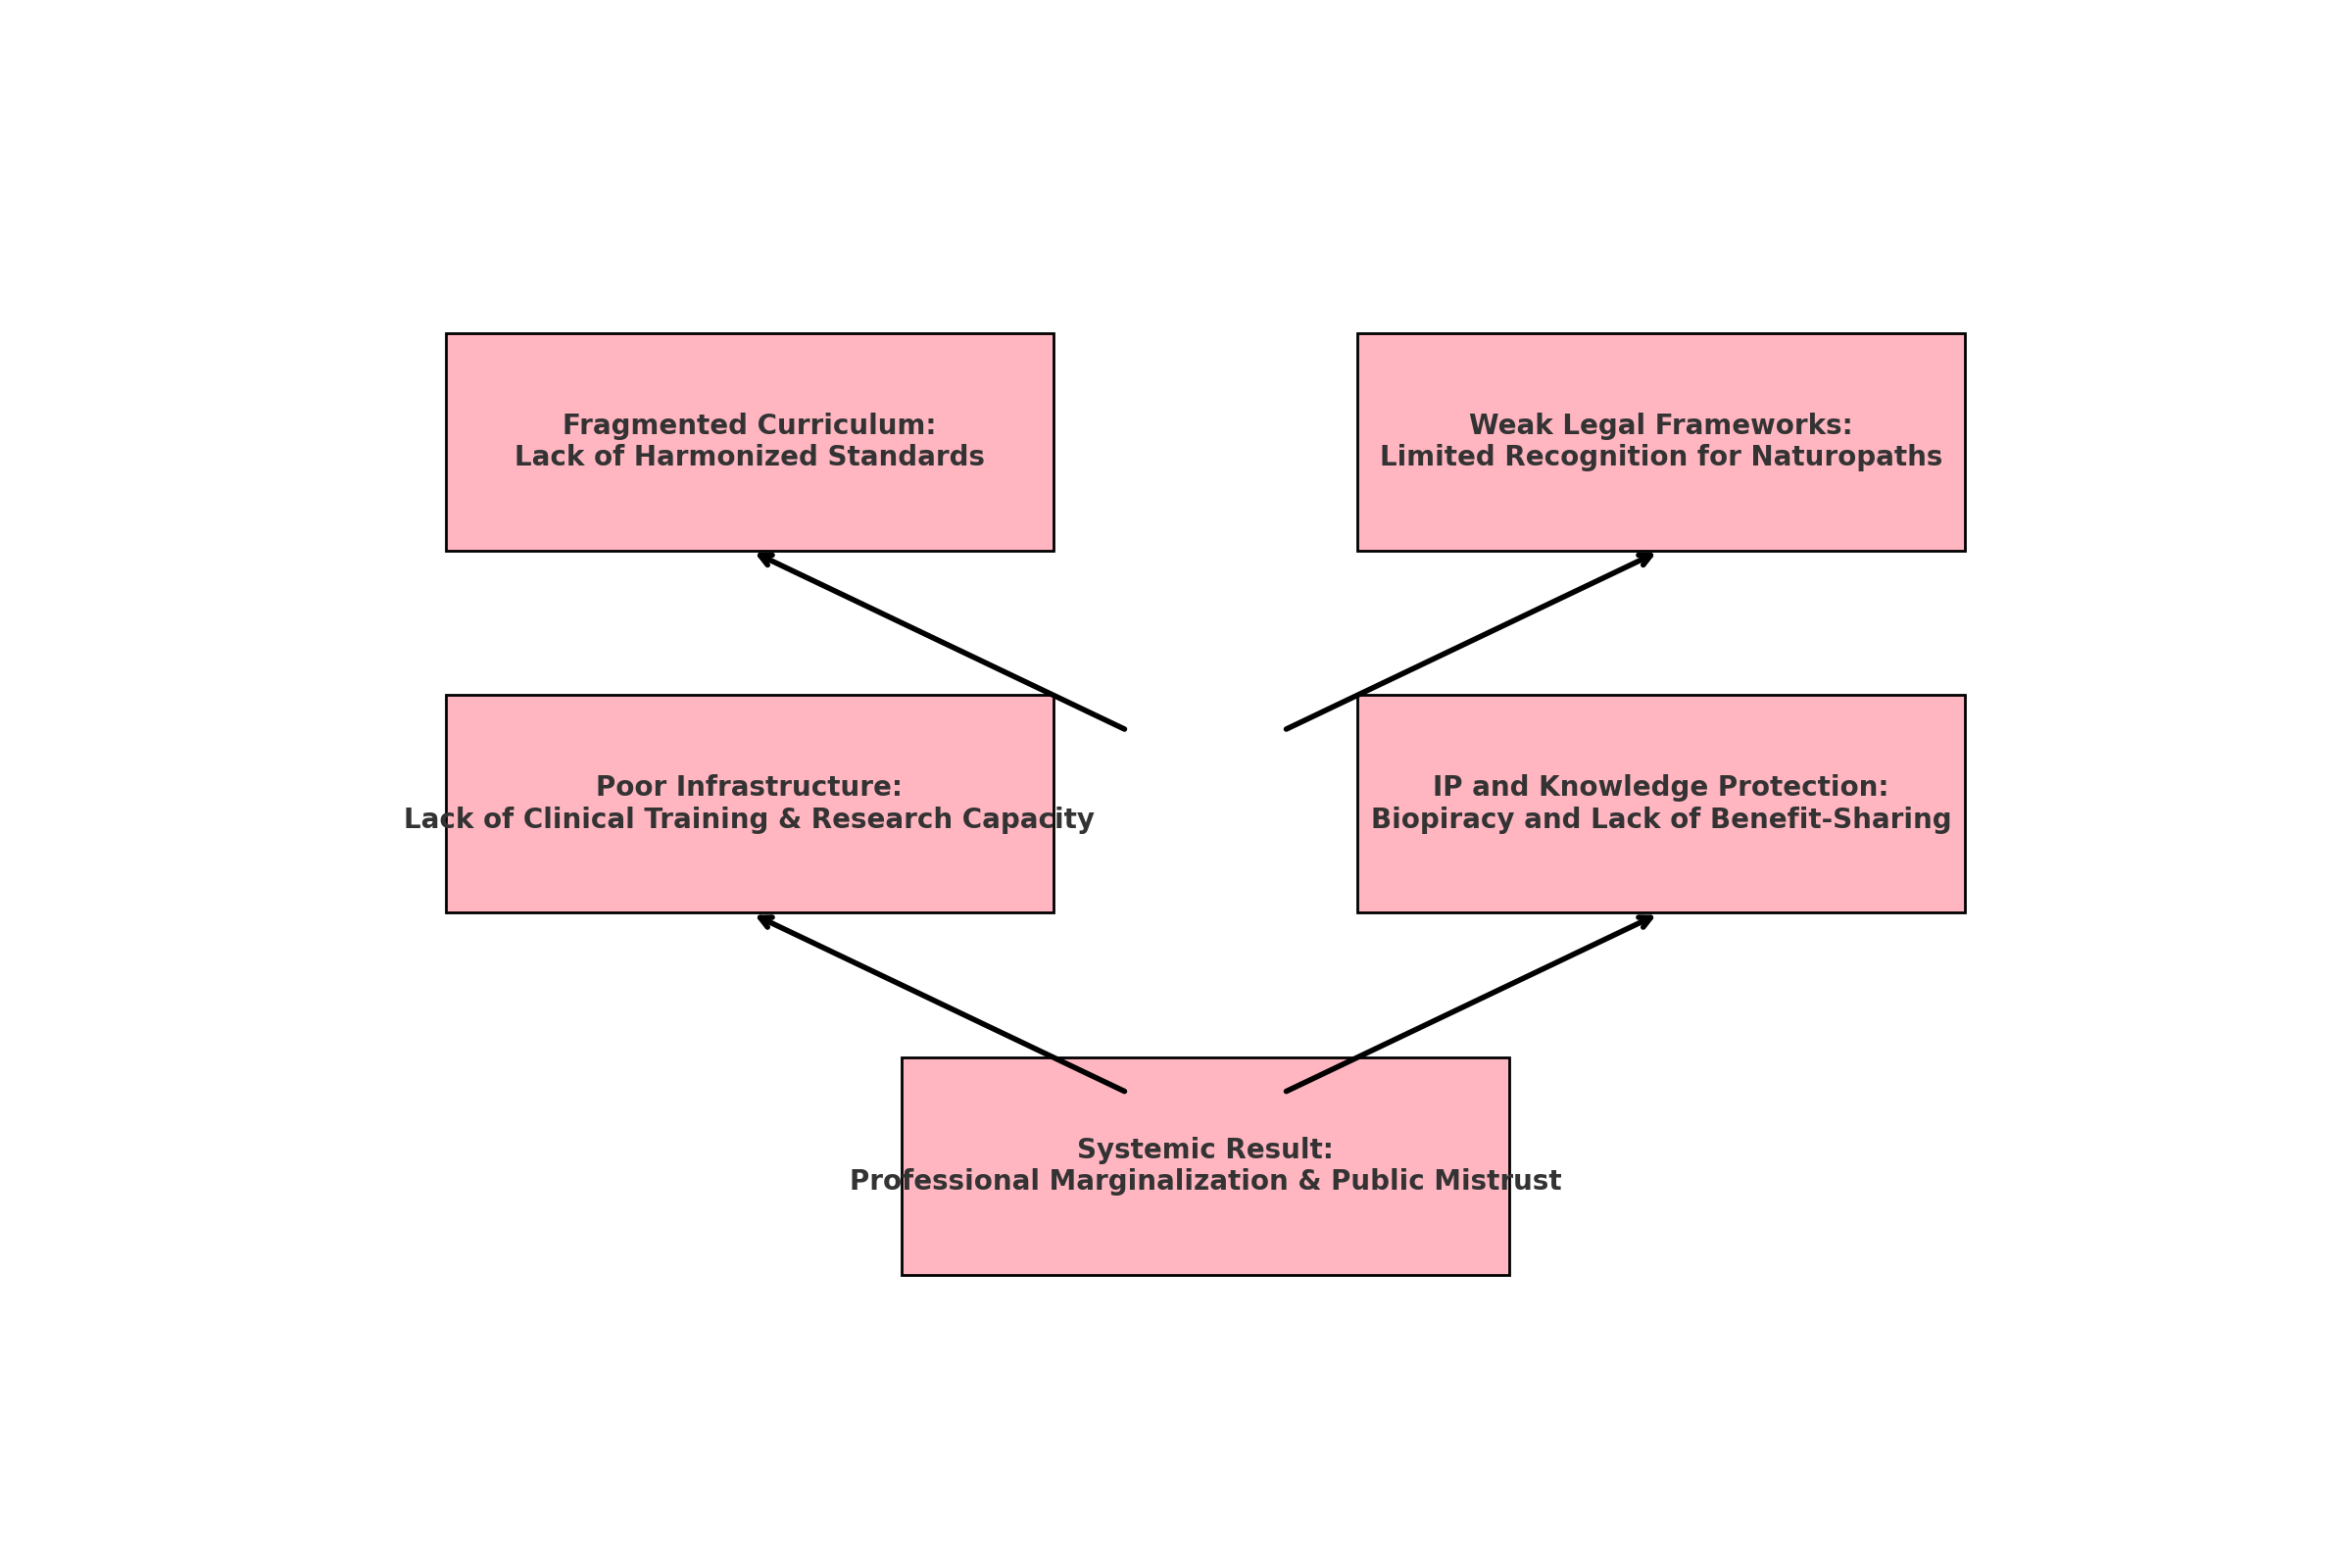 Fragmented Curriculum:
Lack of Harmonized Standards
Weak Legal Frameworks:
Limited Recognition for Naturopaths
Poor Infrastructure:
Lack of Clinical Training & Research Capacity
IP and Knowledge Protection:
Biopiracy and Lack of Benefit-Sharing
Systemic Result:
Professional Marginalization & Public Mistrust